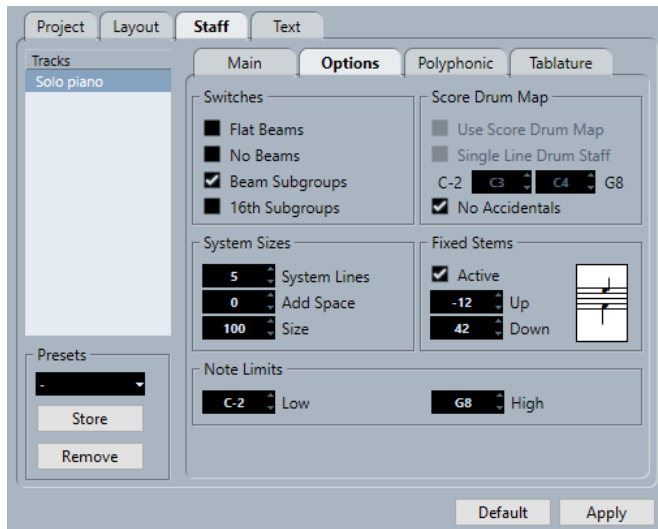 Project Layout Staff Text
Tracks
Solo piano
Main Options Polyphonic Tablature
Switches
Flat Beams
No Beams
Beam Subgroups
16th Subgroups
Score Drum Map
Use Score Drum Map
Single Line Drum Staff
C-2 C3 C4 G8
No Accidentals
System Sizes
5 System Lines
0 Add Space
100 Size
Fixed Stems
Active
-12 Up
42 Down
Presets
-
Store
Remove
Note Limits
C-2 Low G8 High
Default Apply